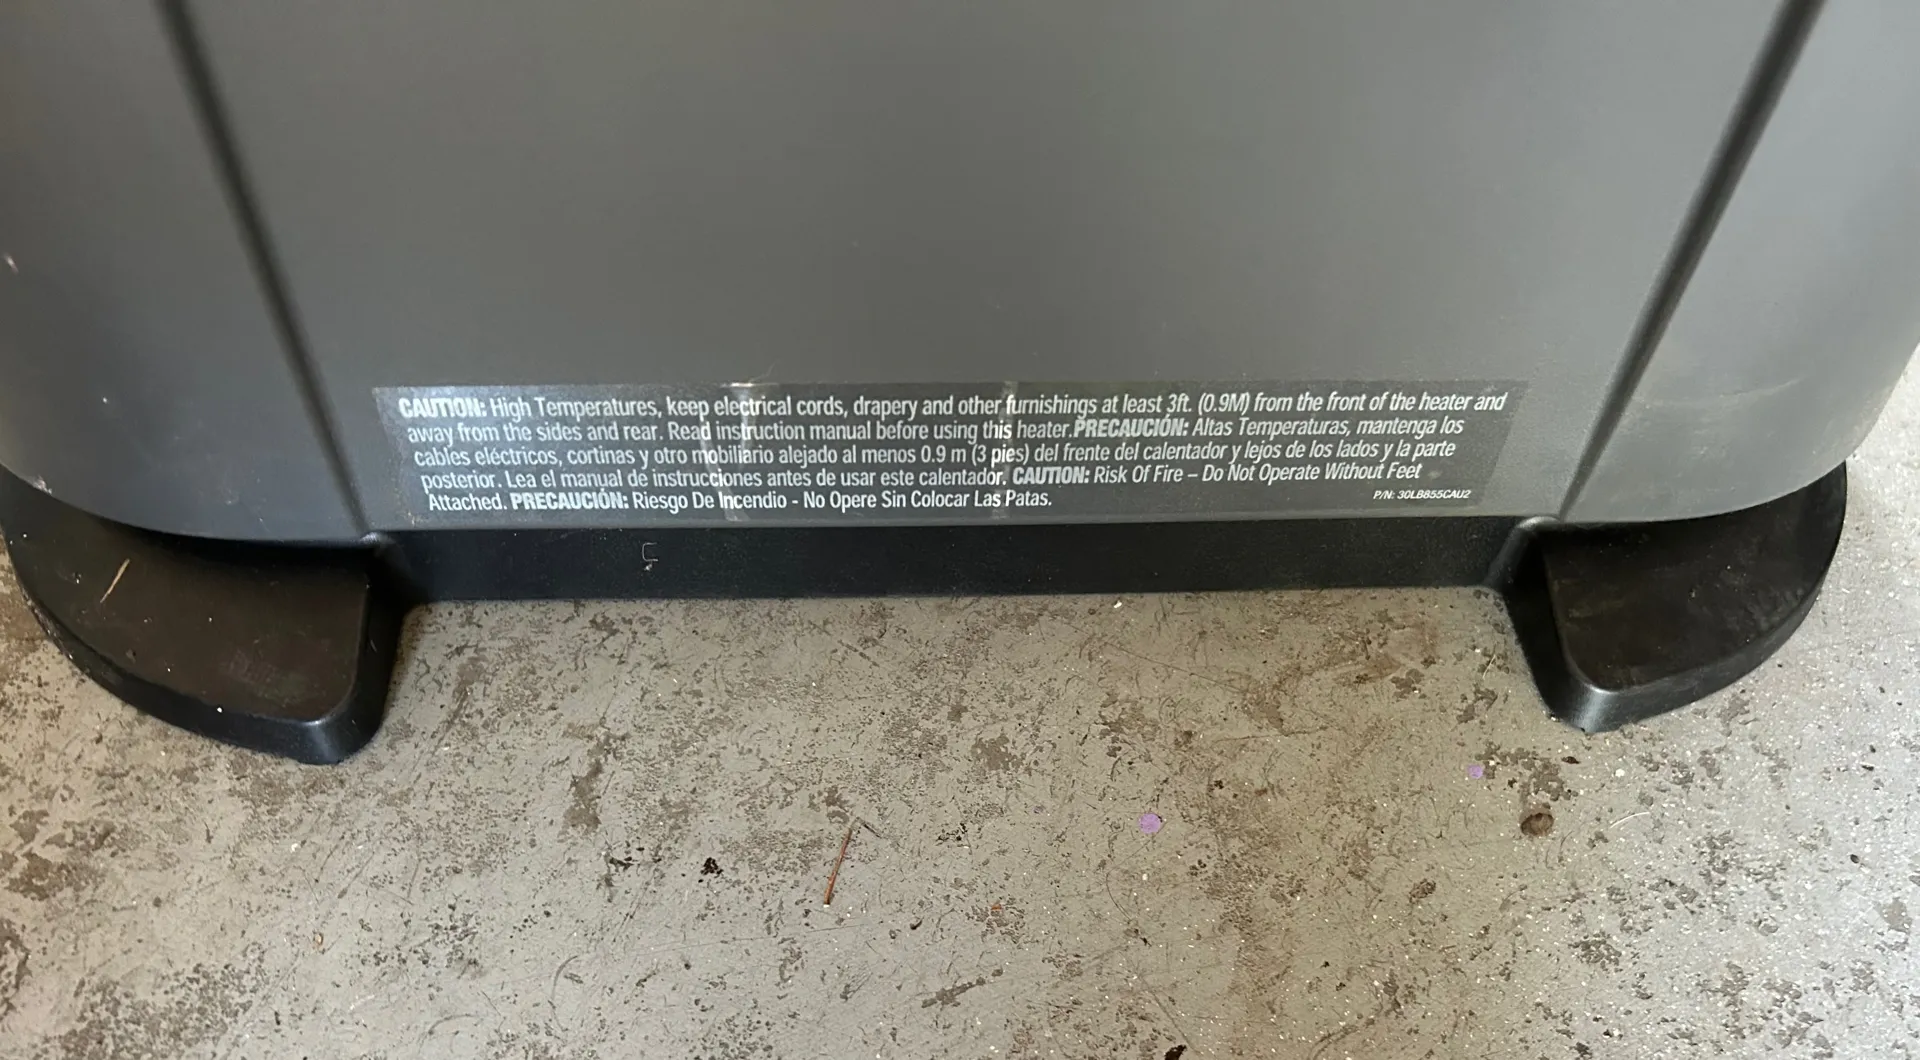 CAUTION: High Temperatures, keep electrical cords, drapery and other furnishings at least 3ft. (0.9M) from the front of the heater and
away from the sides and rear. Read instruction manual before using this heater.PRECAUCIÓN: Altas Temperaturas, mantenga los
cables eléctricos, cortinas y otro mobiliario alejado al menos 0.9 m (3 pies) del frente del calentador y lejos de los lados y la parte
posterior. Lea el manual de instrucciones antes de usar este calentador. CAUTION: Risk Of Fire – Do Not Operate Without Feet
Attached. PRECAUCIÓN: Riesgo De Incendio - No Opere Sin Colocar Las Patas.
P/N: 30LB855CAU2